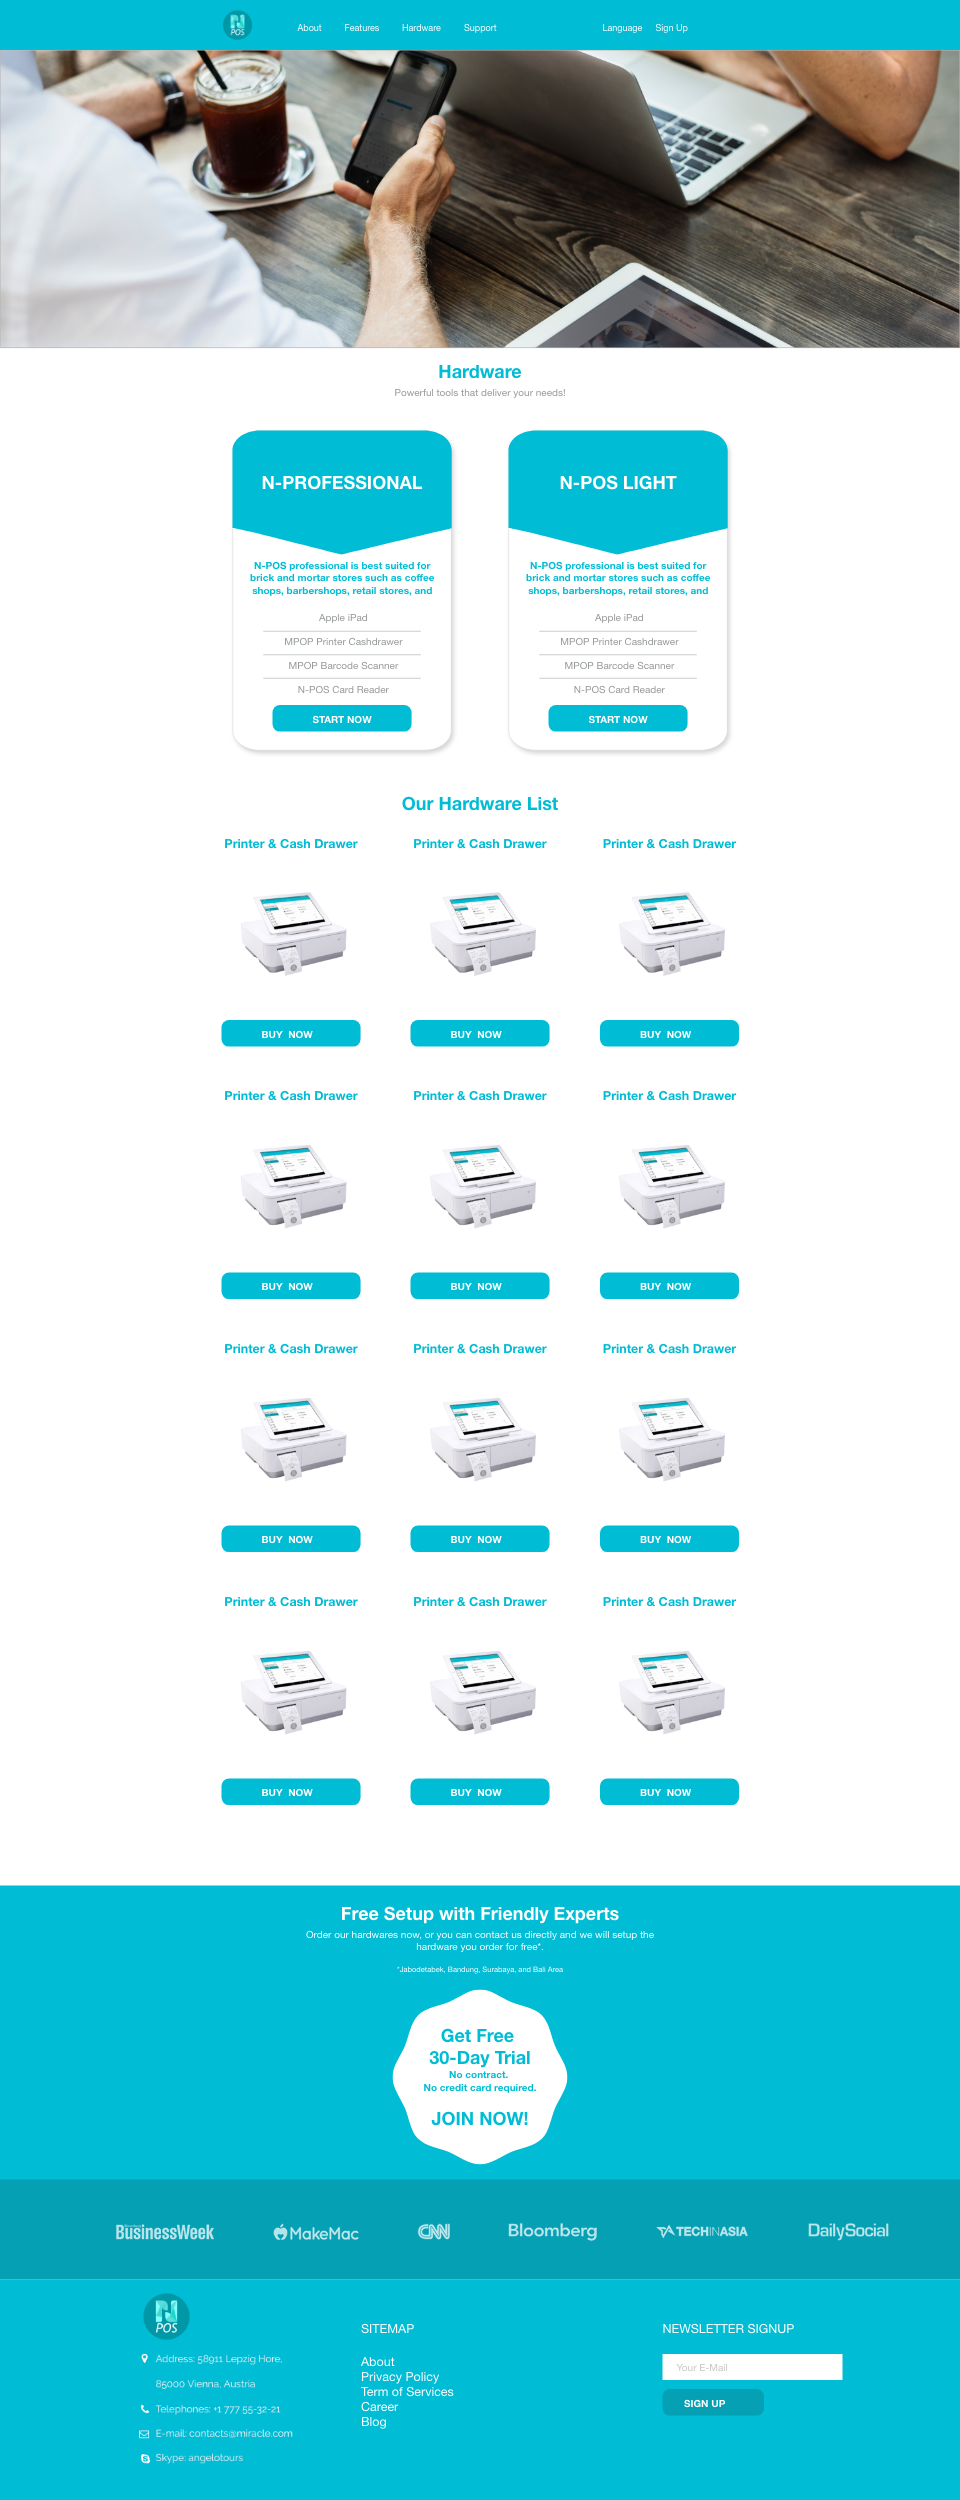 N
POS
About
Features
Hardware
Support
Language
Sign Up
Hardware
Powerful tools that deliver your needs!
N-PROFESSIONAL
N-POS professional is best suited for
brick and mortar stores such as coffee
shops, barbershops, retail stores, and
Apple iPad
MPOP Printer Cashdrawer
MPOP Barcode Scanner
N-POS Card Reader
START NOW
N-POS LIGHT
N-POS professional is best suited for
brick and mortar stores such as coffee
shops, barbershops, retail stores, and
Apple iPad
MPOP Printer Cashdrawer
MPOP Barcode Scanner
N-POS Card Reader
START NOW
Our Hardware List
Printer & Cash Drawer
Printer & Cash Drawer
Printer & Cash Drawer
BUY NOW
BUY NOW
BUY NOW
Printer & Cash Drawer
Printer & Cash Drawer
Printer & Cash Drawer
BUY NOW
BUY NOW
BUY NOW
Printer & Cash Drawer
Printer & Cash Drawer
Printer & Cash Drawer
BUY NOW
BUY NOW
BUY NOW
Printer & Cash Drawer
Printer & Cash Drawer
Printer & Cash Drawer
BUY NOW
BUY NOW
BUY NOW
Free Setup with Friendly Experts
Order our hardwares now, or you can contact us directly and we will setup the
hardware you order for free*.
*Jabodetabek, Bandung, Surabaya, and Bali Area
Get Free
30-Day Trial
No contract.
No credit card required.
JOIN NOW!
BusinessWeek
MakeMac
CNN
Bloomberg
TECHINASIA
DailySocial
N
POS
Address: 58911 Lepzig Hore,
85000 Vienna, Austria
Telephones: +1 777 55-32-21
E-mail: contacts@miracle.com
Skype: angelotours
SITEMAP
About
Privacy Policy
Term of Services
Career
Blog
NEWSLETTER SIGNUP
Your E-Mail
SIGN UP